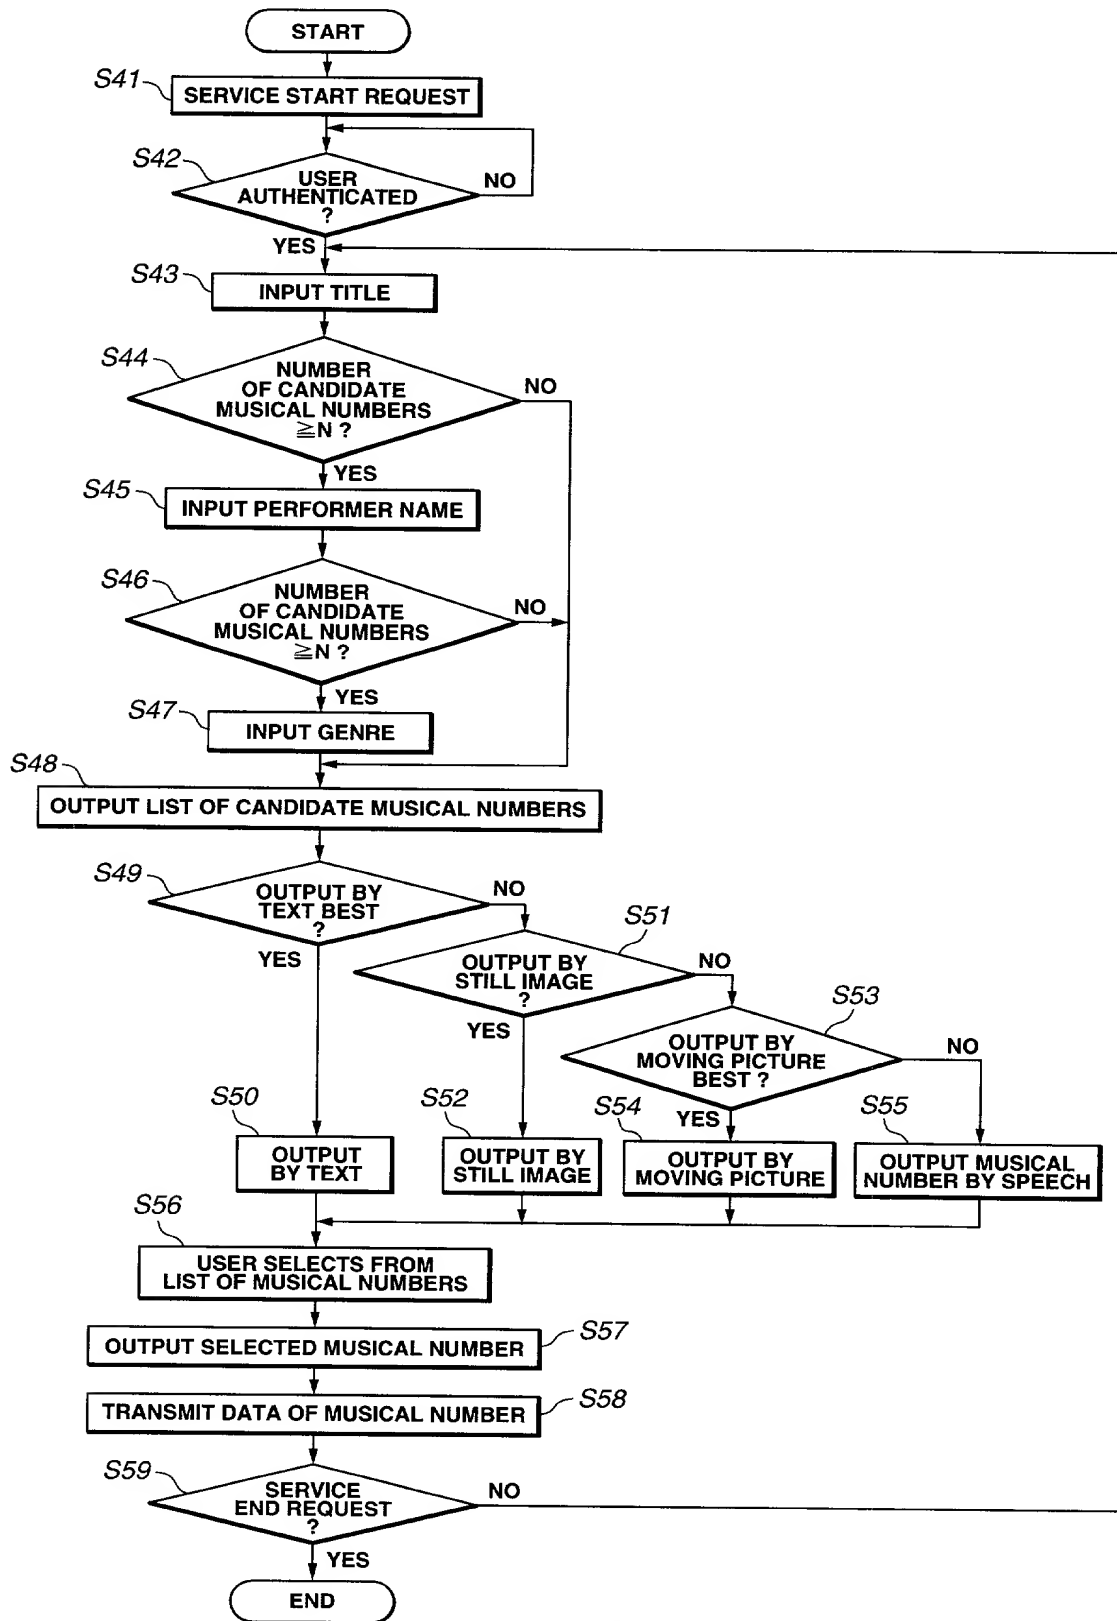 START
S41
SERVICE START REQUEST
S42
USER
AUTHENTICATED
?
NO
YES
S43
INPUT TITLE
S44
NUMBER
OF CANDIDATE
MUSICAL NUMBERS
≧N ?
NO
YES
S45
INPUT PERFORMER NAME
S46
NUMBER
OF CANDIDATE
MUSICAL NUMBERS
≧N ?
NO
YES
S47
INPUT GENRE
S48
OUTPUT LIST OF CANDIDATE MUSICAL NUMBERS
S49
OUTPUT BY
TEXT BEST
?
NO
YES
S51
OUTPUT BY
STILL IMAGE
?
NO
YES
S53
OUTPUT BY
MOVING PICTURE
BEST ?
NO
YES
S50
OUTPUT
BY TEXT
S52
OUTPUT BY
STILL IMAGE
S54
OUTPUT BY
MOVING PICTURE
S55
OUTPUT MUSICAL
NUMBER BY SPEECH
S56
USER SELECTS FROM
LIST OF MUSICAL NUMBERS
OUTPUT SELECTED MUSICAL NUMBER
S57
TRANSMIT DATA OF MUSICAL NUMBER
S58
S59
SERVICE
END REQUEST
?
NO
YES
END